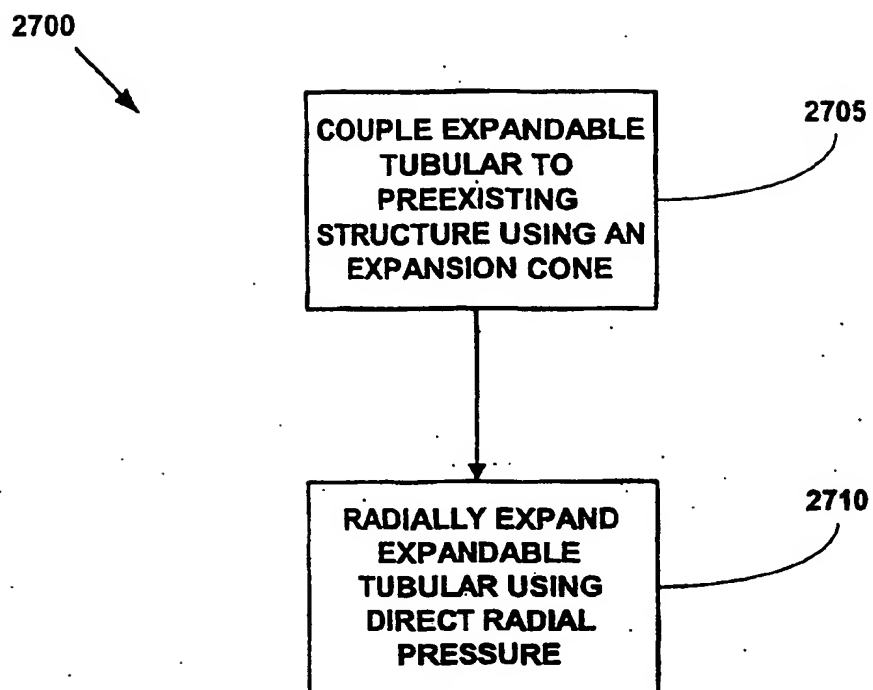 2700
COUPLE EXPANDABLE
TUBULAR TO
PREEXISTING
STRUCTURE USING AN
EXPANSION CONE
2705
RADIALLY EXPAND
EXPANDABLE
TUBULAR USING
DIRECT RADIAL
PRESSURE
2710